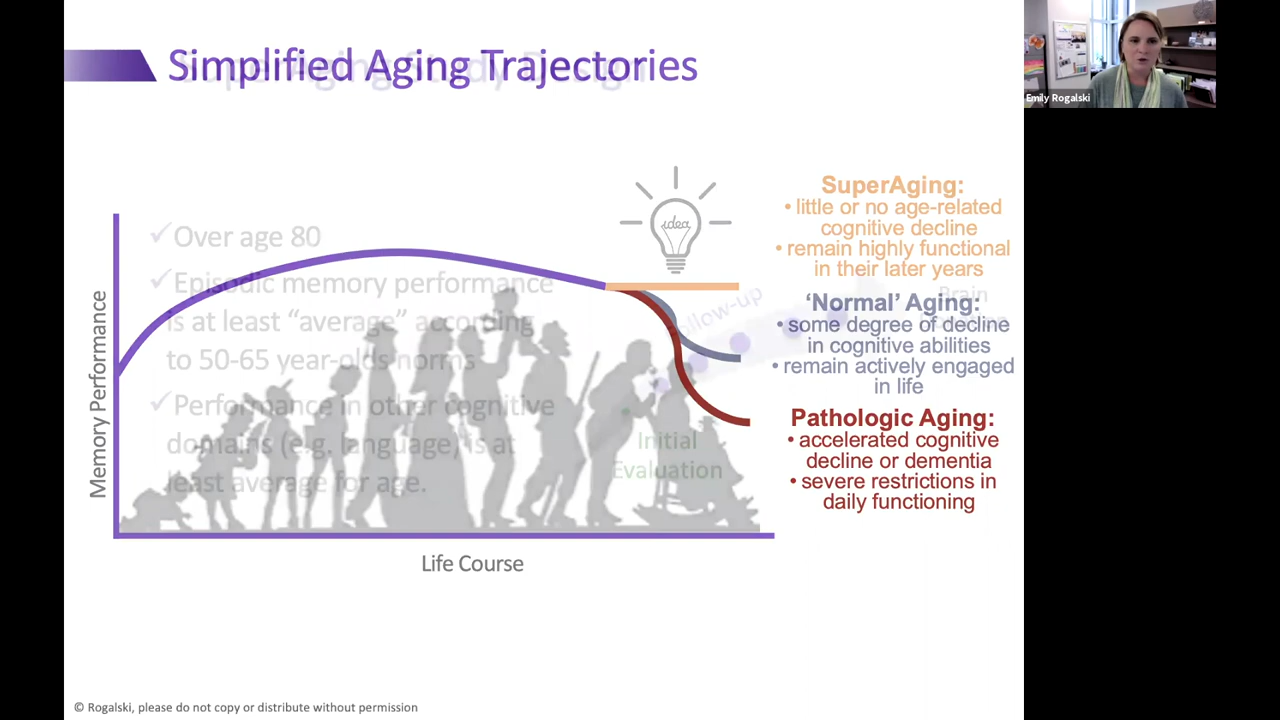 Simplified Aging Trajectories
Emily Rogalski
idea
SuperAging:
• little or no age-related
cognitive decline
• remain highly functional
in their later years
‘Normal’ Aging:
• some degree of decline
in cognitive abilities
• remain actively engaged
in life
Pathologic Aging:
• accelerated cognitive
decline or dementia
• severe restrictions in
daily functioning
✓Over age 80
✓Episodic memory performance
is at least “average” according
to 50-65 year-olds norms
✓Performance in other cognitive
domains (e.g. language) is at
least average for age.
Initial
Evaluation
Brain
Memory Performance
Life Course
© Rogalski, please do not copy or distribute without permission